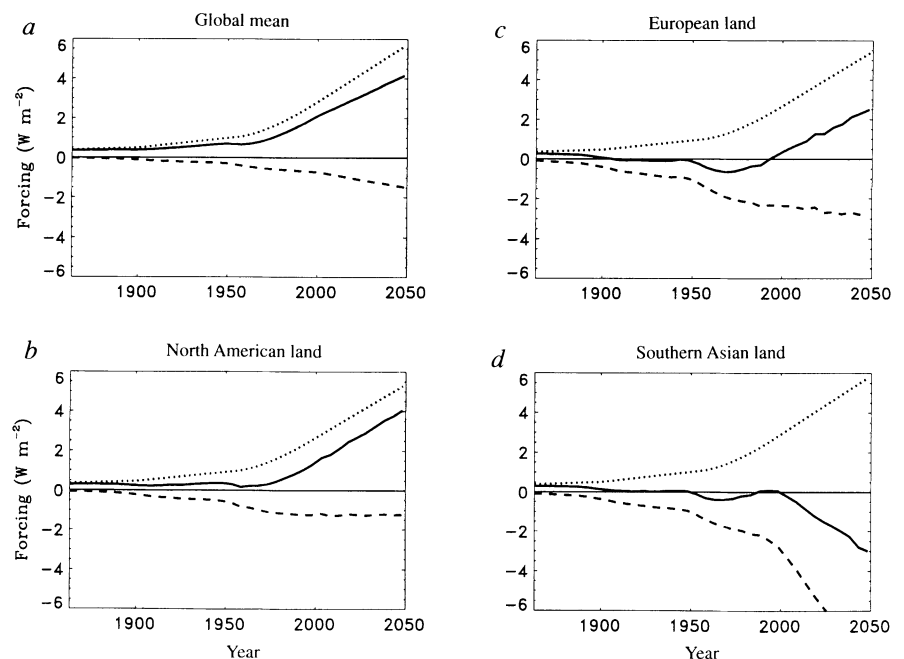 a
Global mean
Forcing (W m⁻²)
6
4
2
0
−2
−4
−6
1900 1950 2000 2050
c
European land
6
4
2
0
−2
−4
−6
1900 1950 2000 2050
b
North American land
Forcing (W m⁻²)
6
4
2
0
−2
−4
−6
1900 1950 2000 2050
Year
d
Southern Asian land
6
4
2
0
−2
−4
−6
1900 1950 2000 2050
Year